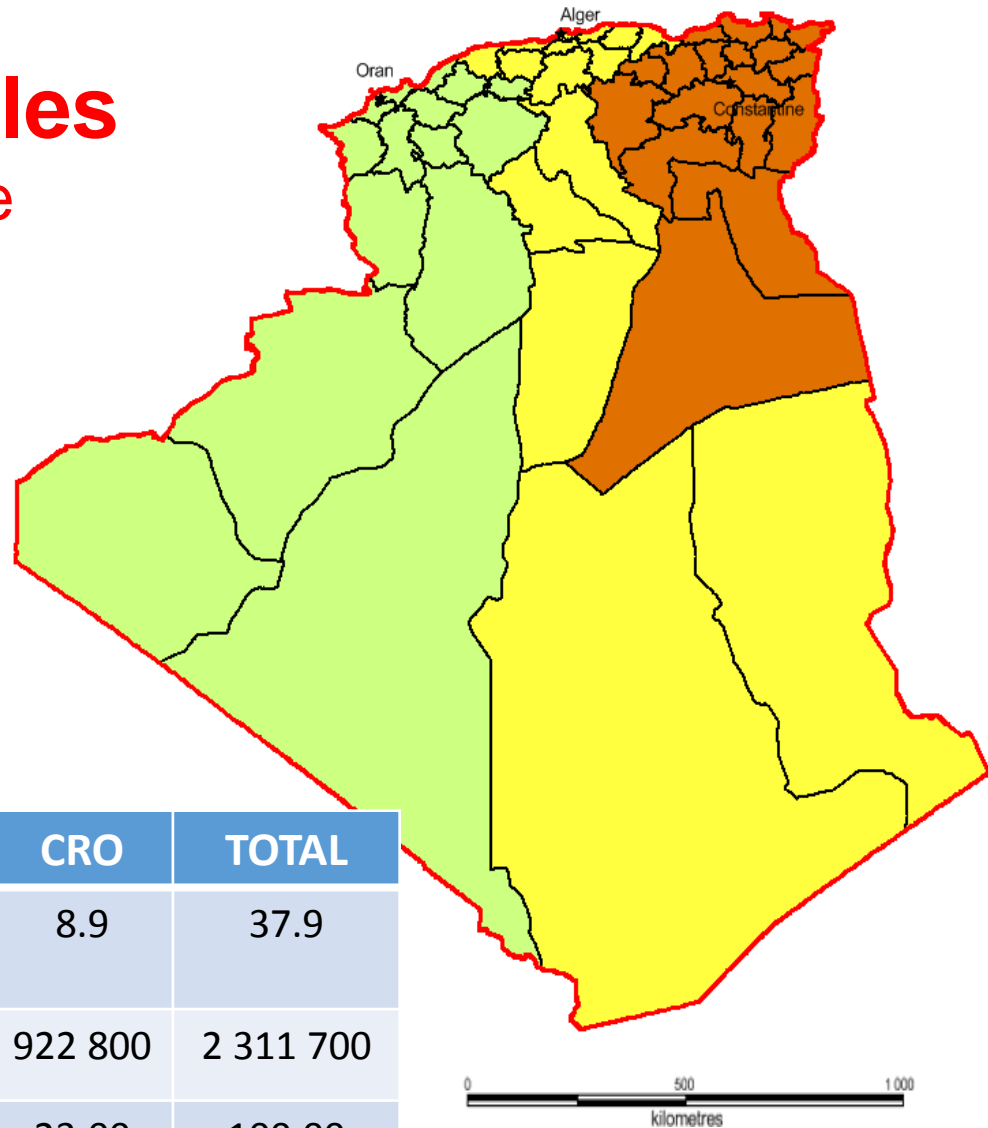 Alger
Oran
les
e
Constantine
CRO TOTAL
8.9 37.9
922 800 2 311 700
0 500 1 000
kilometres